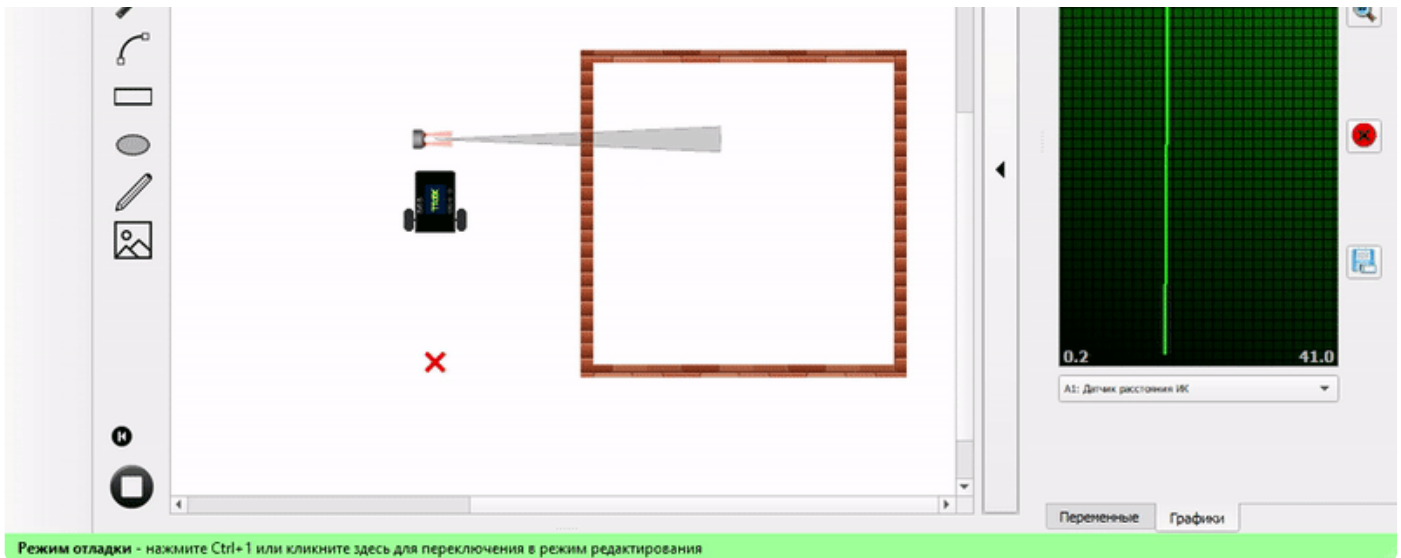 0.2 41.0
A1: Датчик расстояния ИК
Переменные Графики
Режим отладки - нажмите Ctrl+1 или кликните здесь для переключения в режим редактирования